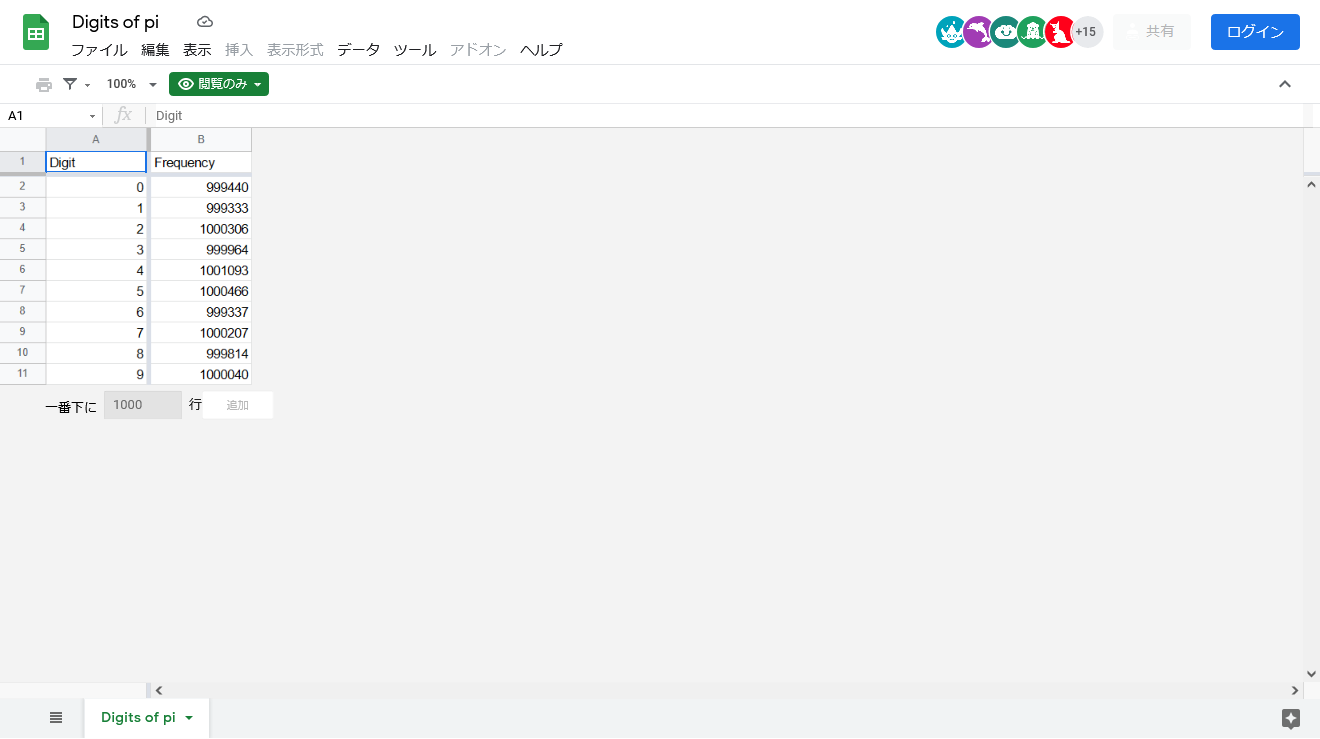 Digits of pi
ファイル 編集 表示 挿入 表示形式 データ ツール アドオン ヘルプ
+15
共有
ログイン
100%
閲覧のみ
A1
fx
Digit
A B
1 Digit Frequency
2 0 999440
3 1 999333
4 2 1000306
5 3 999964
6 4 1001093
7 5 1000466
8 6 999337
9 7 1000207
10 8 999814
11 9 1000040
一番下に 1000 行 追加
Digits of pi